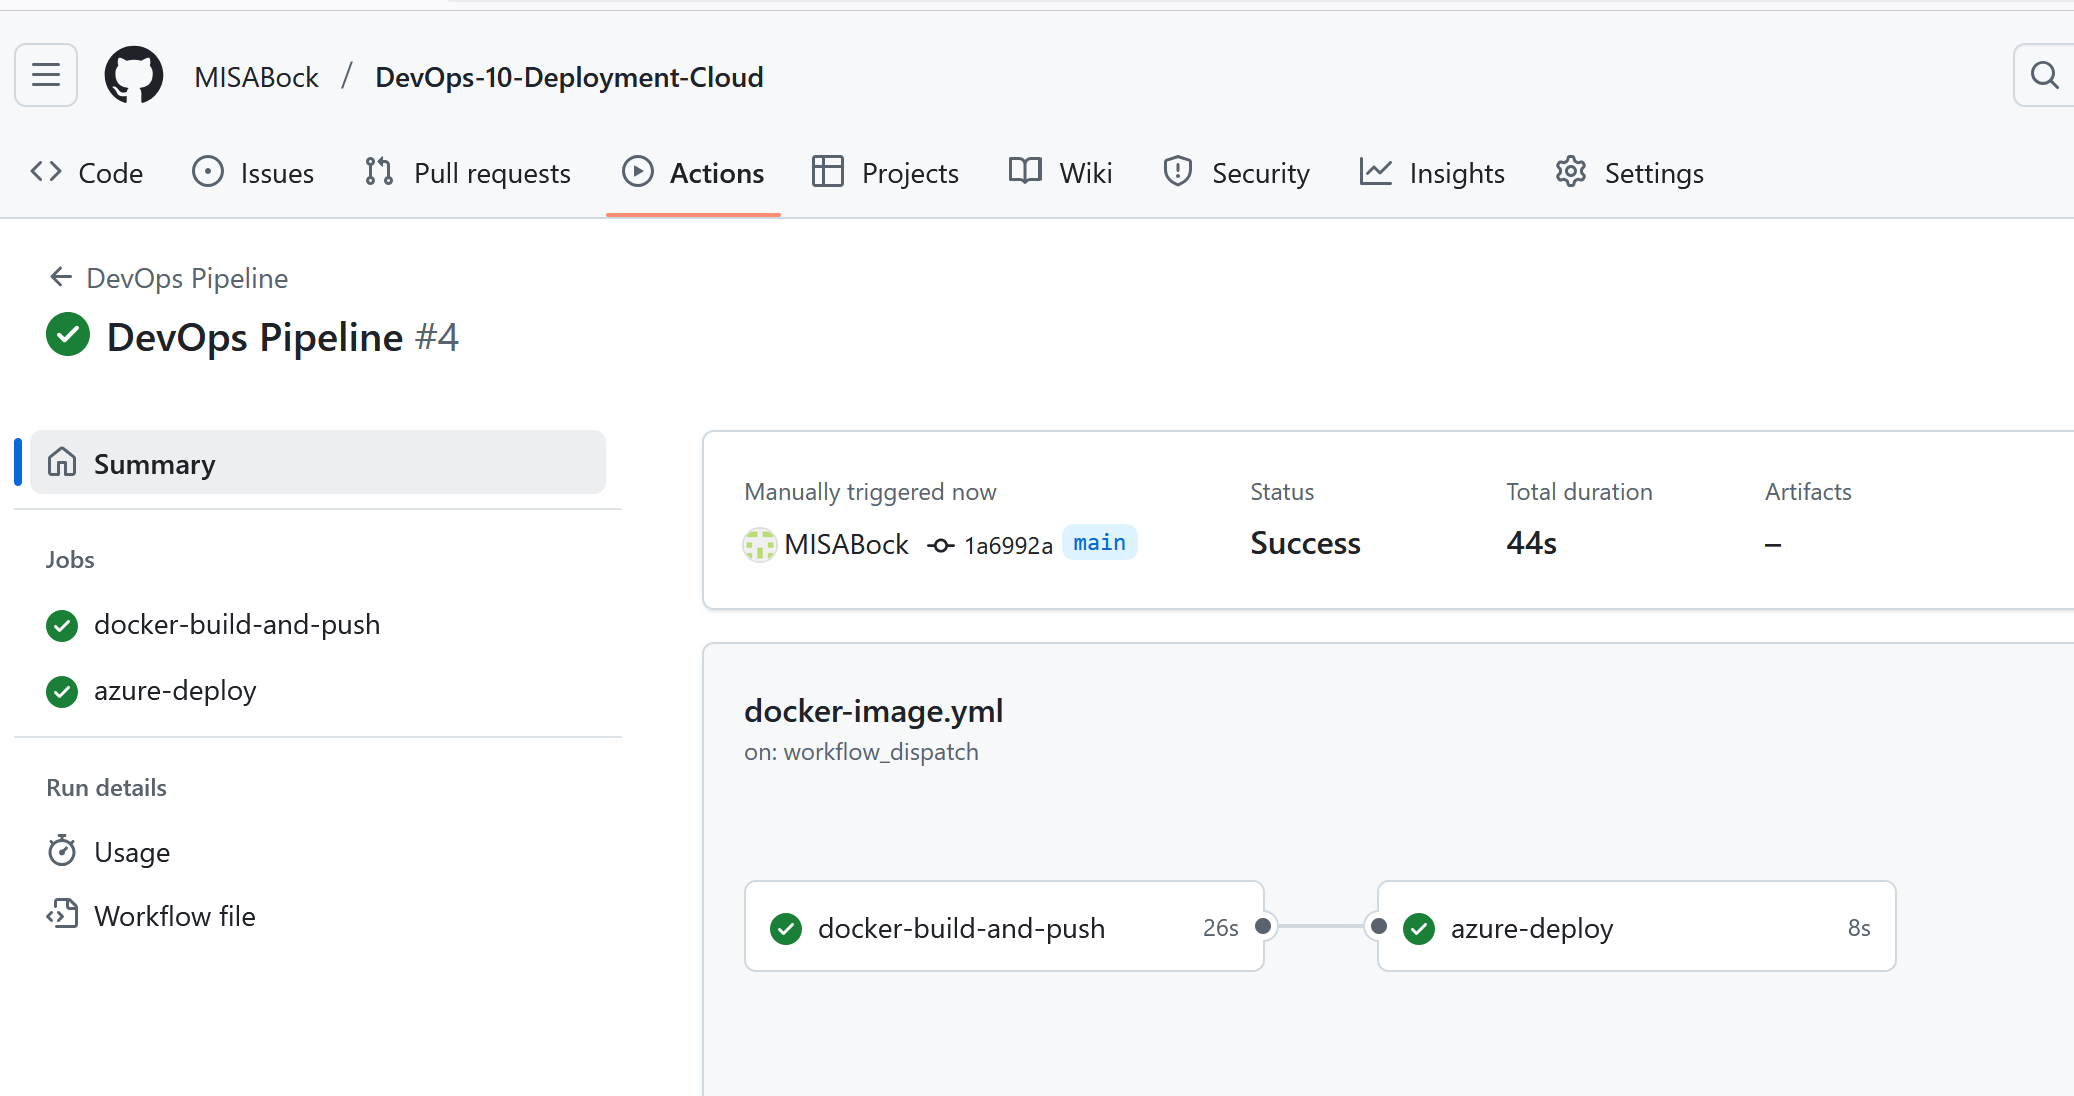 MISABock / DevOps-10-Deployment-Cloud
Code Issues Pull requests Actions Projects Wiki Security Insights Settings
DevOps Pipeline
DevOps Pipeline #4
Summary
Jobs
docker-build-and-push
azure-deploy
Run details
Usage
Workflow file
Manually triggered now
MISABock 1a6992a main
Status
Success
Total duration
44s
Artifacts
–
docker-image.yml
on: workflow_dispatch
docker-build-and-push 26s
azure-deploy 8s